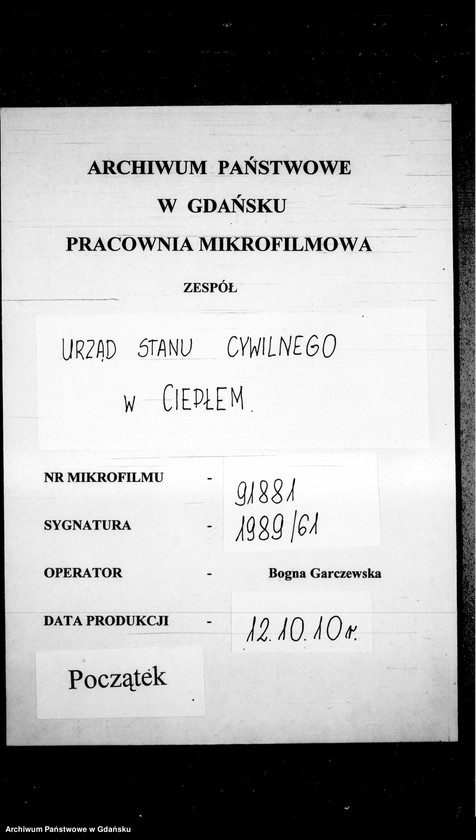 ARCHIWUM PAŃSTWOWE
W GDAŃSKU
PRACOWNIA MIKROFILMOWA
ZESPÓŁ
URZĄD STANU CYWILNEGO
W CIEPŁEM.
NR MIKROFILMU - 91881
SYGNATURA - 1989/61
OPERATOR - Bogna Garczewska
DATA PRODUKCJI - 12.10.10r.
Początek
Archiwum Państwowe w Gdańsku